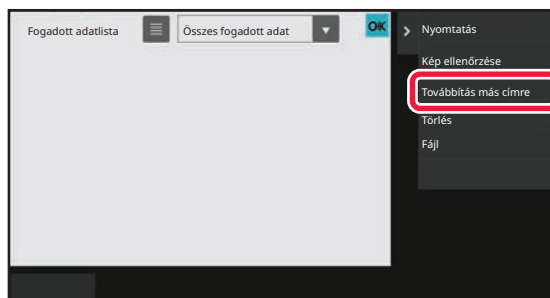 Fogadott adatlista
Összes fogadott adat
OK
Nyomtatás
Kép ellenőrzése
Továbbítás más címre
Törlés
Fájl